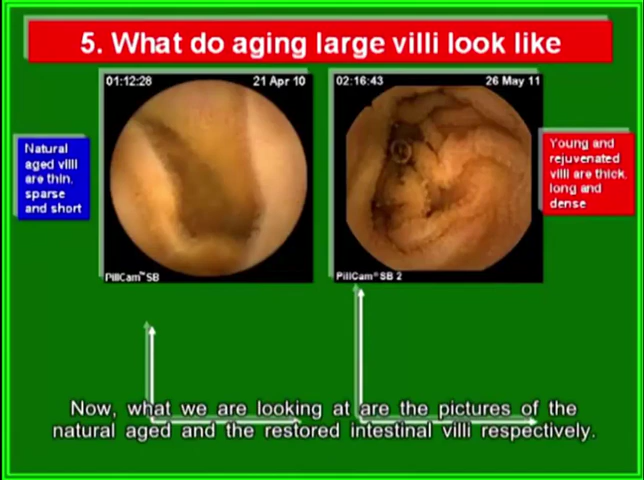 5. What do aging large villi look like
01:12:28
21 Apr 10
02:16:43
26 May 11
Natural
aged villi
are thin,
sparse
and short
Young and
rejuvenated
villi are thick,
long and
dense
PillCam™SB
PillCam® SB 2
Now, what we are looking at are the pictures of the
natural aged and the restored intestinal villi respectively.